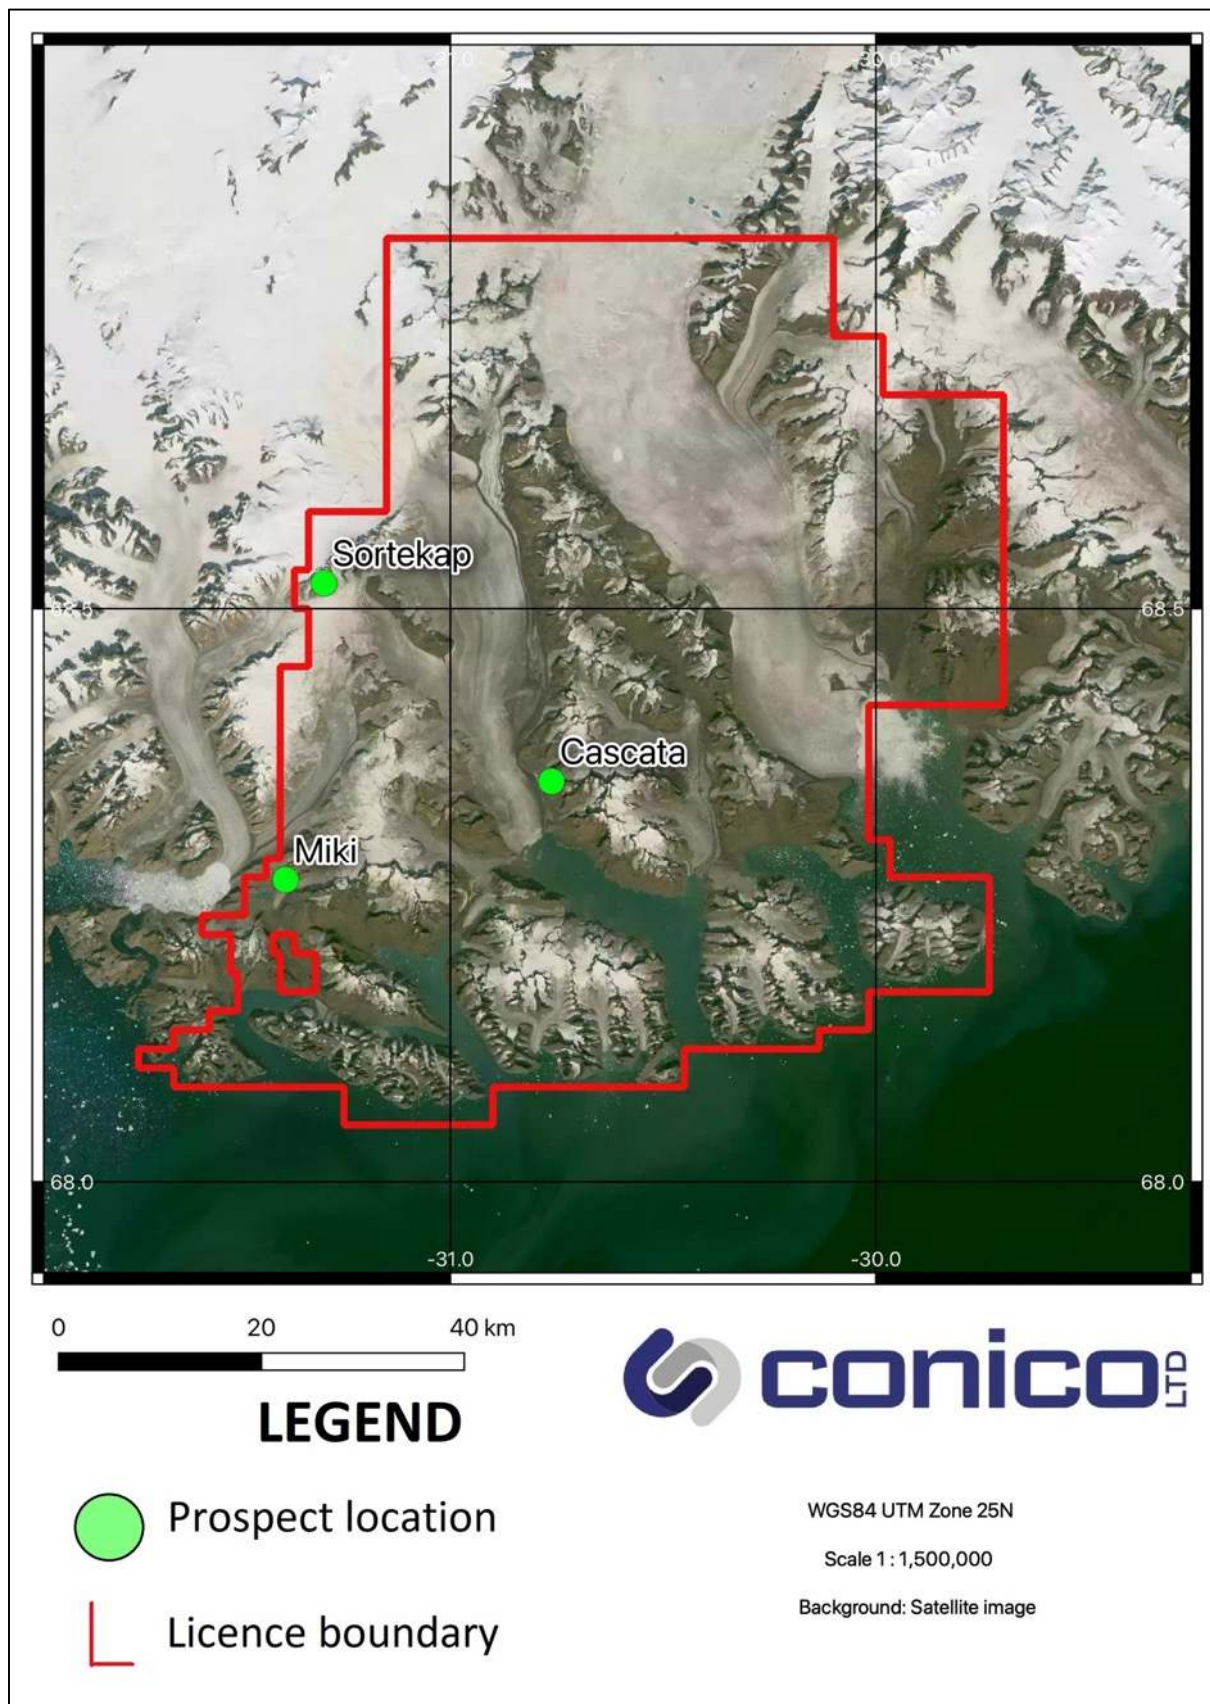 -31.0
-30.0
Sortekap
68.5
68.5
Cascata
Miki
68.0
68.0
-31.0
-30.0
0 20 40 km
conico LTD
LEGEND
Prospect location
WGS84 UTM Zone 25N
Scale 1 : 1,500,000
Background: Satellite image
Licence boundary